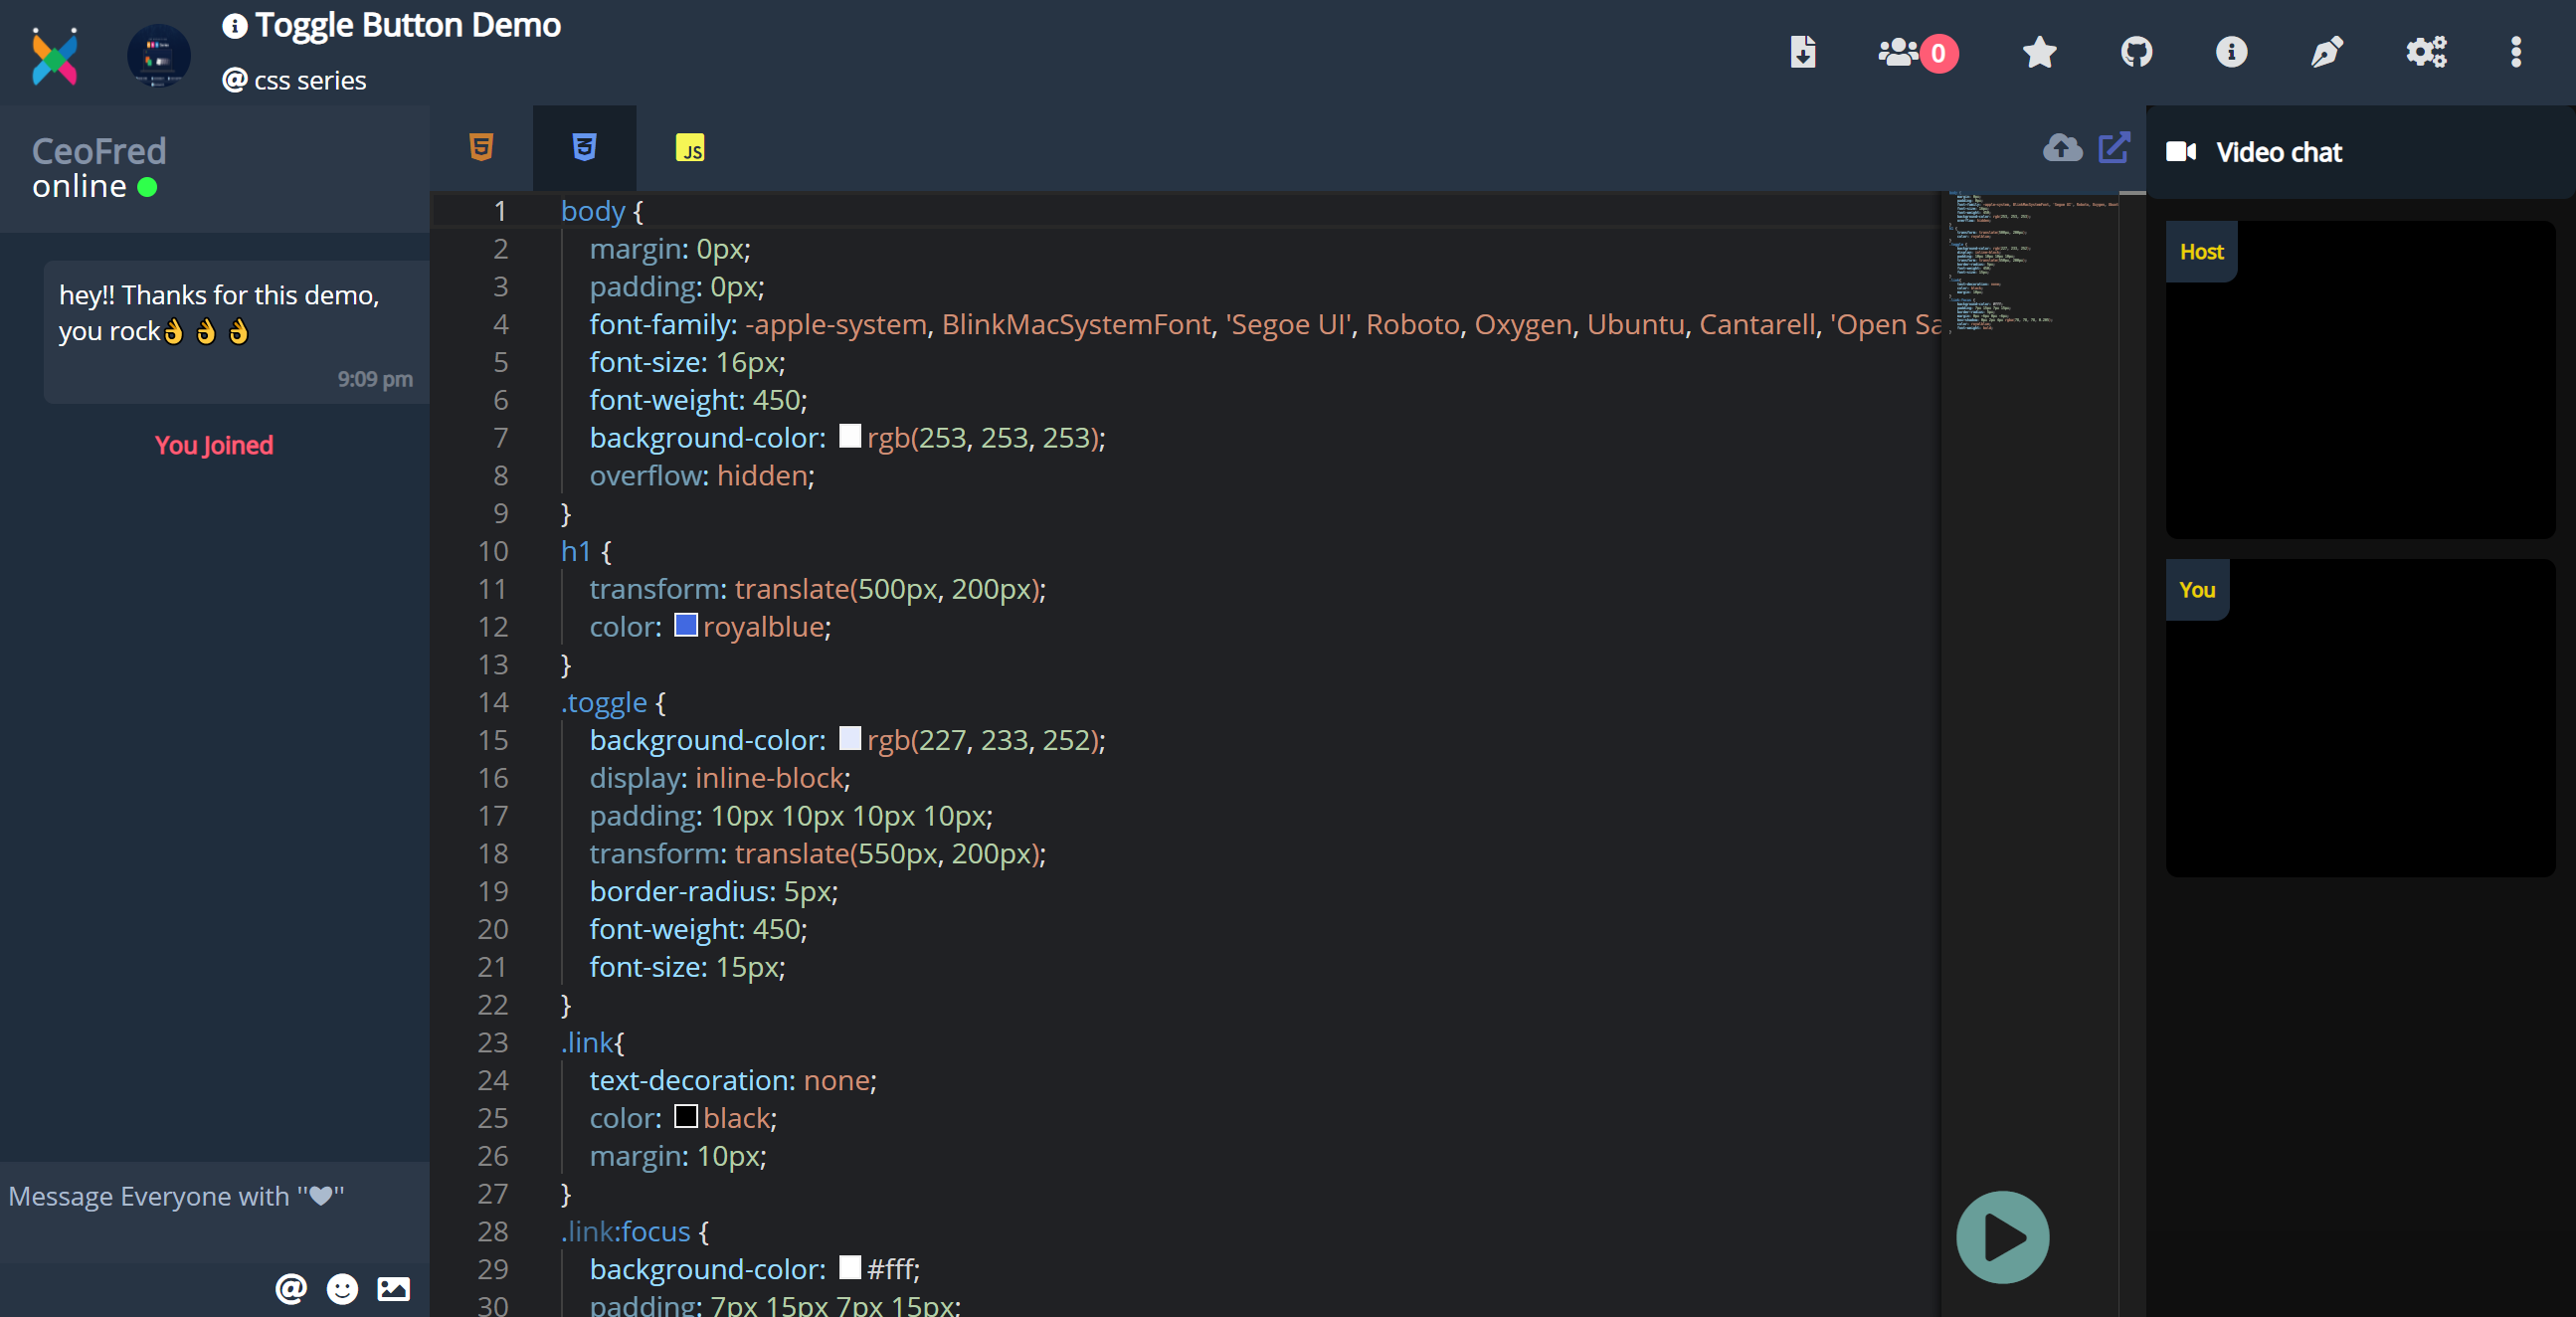 Toggle Button Demo
@ css series
0
CeoFred
online
hey!! Thanks for this demo,
you rock👌👌👌
9:09 pm
You Joined
Message Everyone with "❤"
@
JS
1 body {
2 margin: 0px;
3 padding: 0px;
4 font-family: -apple-system, BlinkMacSystemFont, 'Segoe UI', Roboto, Oxygen, Ubuntu, Cantarell, 'Open Sa
5 font-size: 16px;
6 font-weight: 450;
7 background-color: rgb(253, 253, 253);
8 overflow: hidden;
9 }
10 h1 {
11 transform: translate(500px, 200px);
12 color: royalblue;
13 }
14 .toggle {
15 background-color: rgb(227, 233, 252);
16 display: inline-block;
17 padding: 10px 10px 10px 10px;
18 transform: translate(550px, 200px);
19 border-radius: 5px;
20 font-weight: 450;
21 font-size: 15px;
22 }
23 .link{
24 text-decoration: none;
25 color: black;
26 margin: 10px;
27 }
28 .link:focus {
29 background-color: #fff;
30 padding: 7px 15px 7px 15px;
Video chat
Host
You